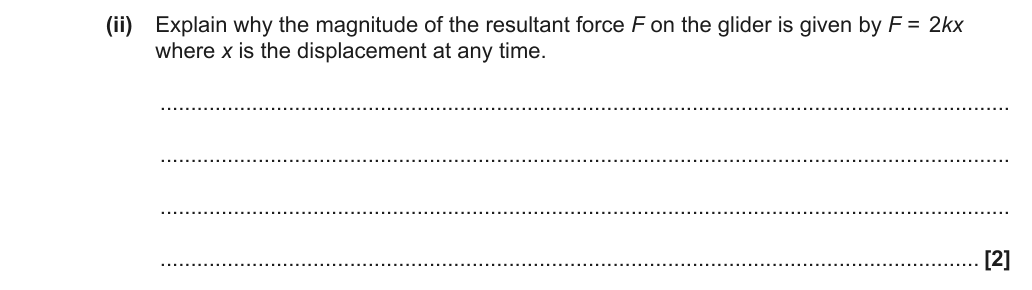 (ii) Explain why the magnitude of the resultant force F on the glider is given by F = 2kx
where x is the displacement at any time.
..........................................................................................................................................
..........................................................................................................................................
..........................................................................................................................................
..................................................................................................................................... [2]